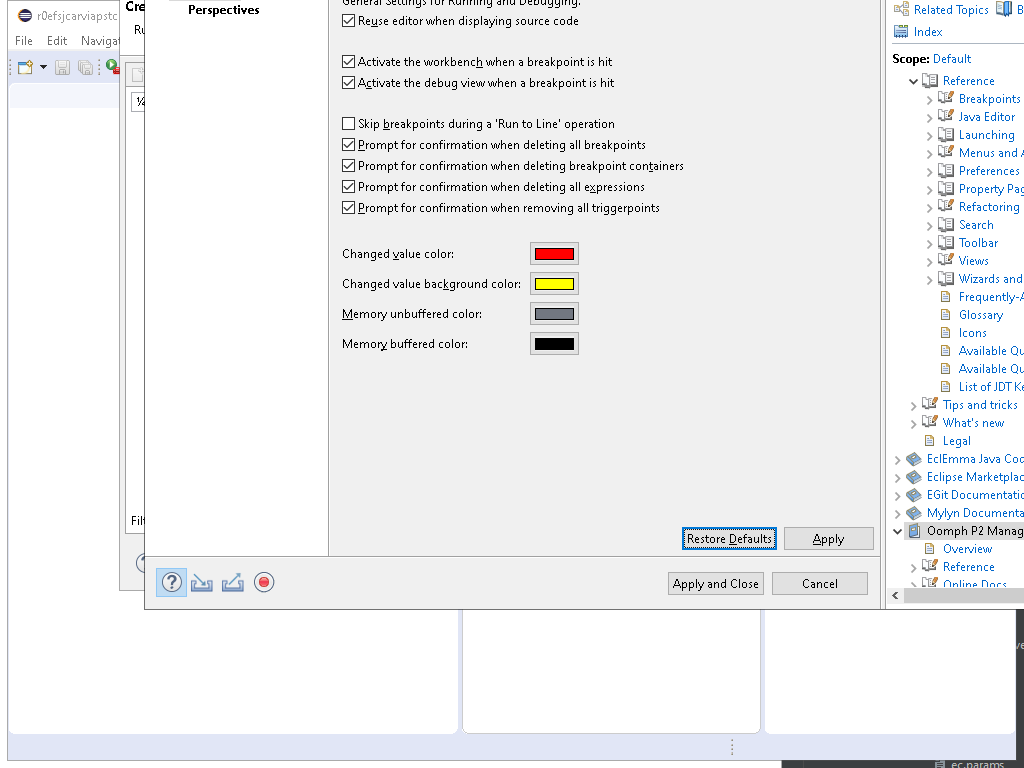 r0efsjcarviapstc
File Edit Navigat
Cre
Ru
Filt
Perspectives
General Settings for Running and Debugging.
Reuse editor when displaying source code
Activate the workbench when a breakpoint is hit
Activate the debug view when a breakpoint is hit
Skip breakpoints during a 'Run to Line' operation
Prompt for confirmation when deleting all breakpoints
Prompt for confirmation when deleting breakpoint containers
Prompt for confirmation when deleting all expressions
Prompt for confirmation when removing all triggerpoints
Changed value color:
Changed value background color:
Memory unbuffered color:
Memory buffered color:
Restore Defaults Apply
Apply and Close Cancel
Related Topics B
Index
Scope: Default
Reference
Breakpoints
Java Editor
Launching
Menus and A
Preferences
Property Pag
Refactoring
Search
Toolbar
Views
Wizards and
Frequently-A
Glossary
Icons
Available Qu
Available Qu
List of JDT Ke
Tips and tricks
What's new
Legal
EclEmma Java Cod
Eclipse Marketplac
EGit Documentatio
Mylyn Documenta
Oomph P2 Manag
Overview
Reference
Online Docs
ec.params